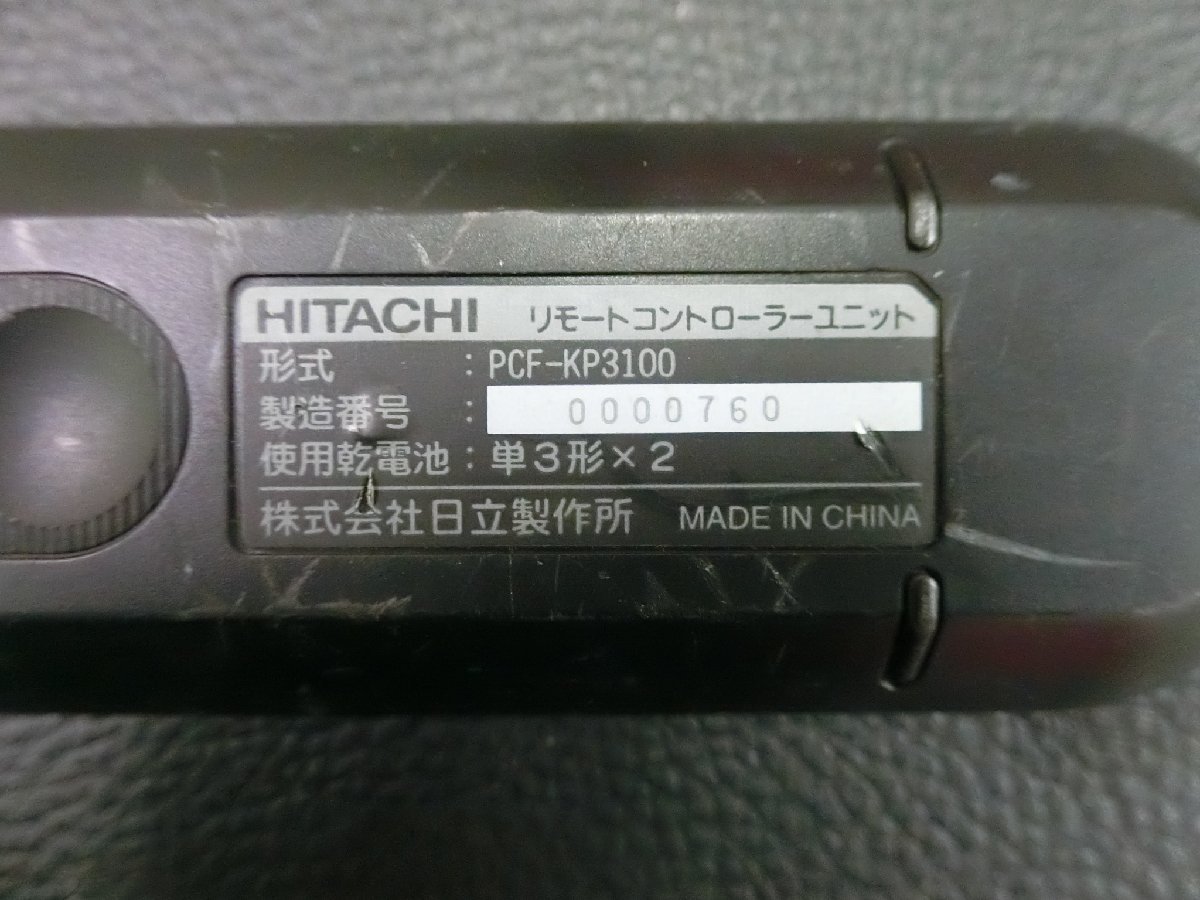 HITACHI リモートコントローラーユニット
形式 : PCF-KP3100
製造番号 : 0000760
使用乾電池 : 単3形×2
株式会社日立製作所 MADE IN CHINA